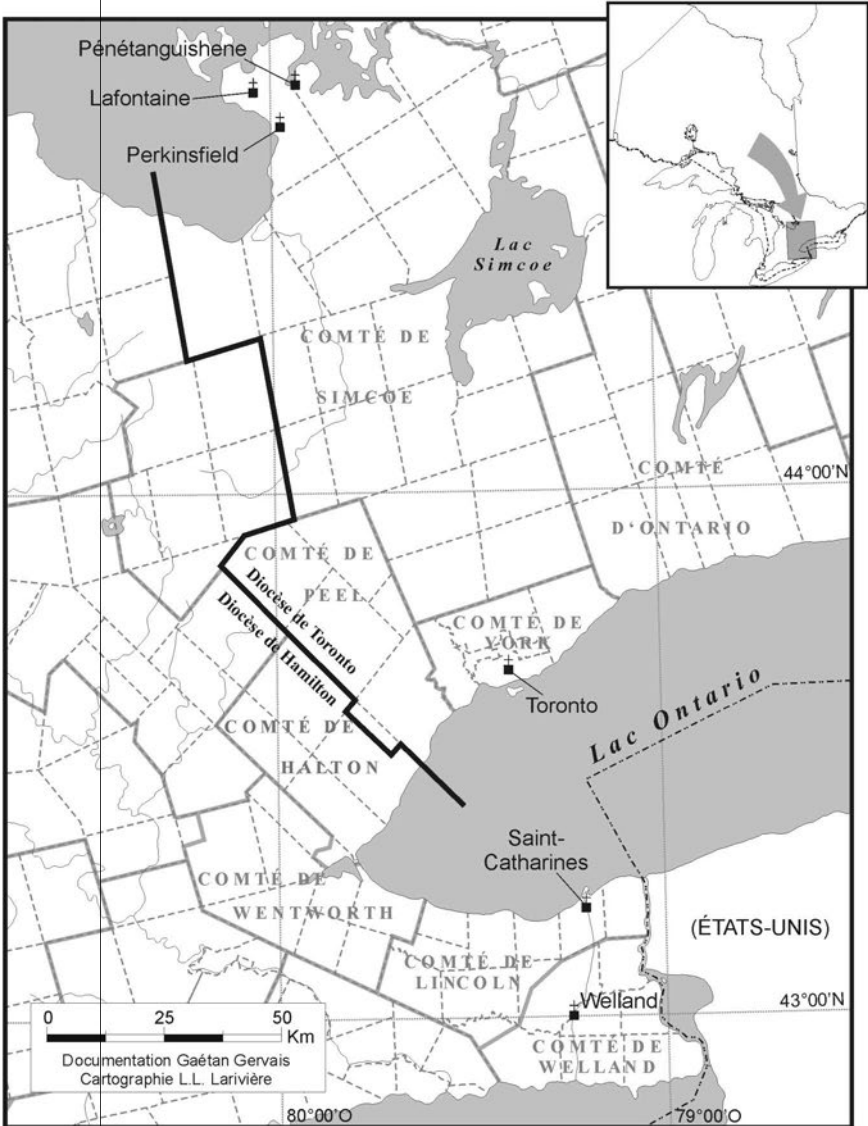 Pénétanguishene
Lafontaine
Perkinsfield
Lac
Simcoe
COMTÉ DE
SIMCOE
COMTÉ
D'ONTARIO
44°00'N
COMTÉ DE
PEEL
Diocèse de Toronto
Diocèse de Hamilton
COMTÉ DE
YORK
Toronto
Lac Ontario
COMTÉ DE
HALTON
Saint-
Catharines
COMTÉ DE
WENTWORTH
(ÉTATS-UNIS)
COMTÉ DE
LINCOLN
Welland
43°00'N
COMTÉ DE
WELLAND
0 25 50
Km
Documentation Gaétan Gervais
Cartographie L.L. Larivière
80°00'O
79°00'O